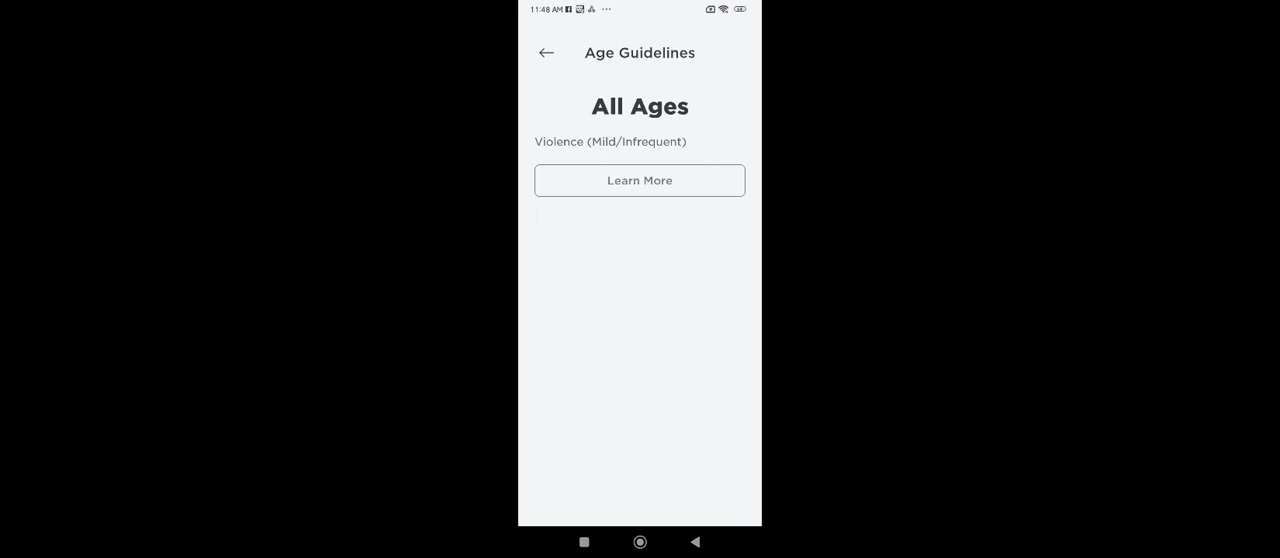 11:48 AM
Age Guidelines
All Ages
Violence (Mild/Infrequent)
Learn More